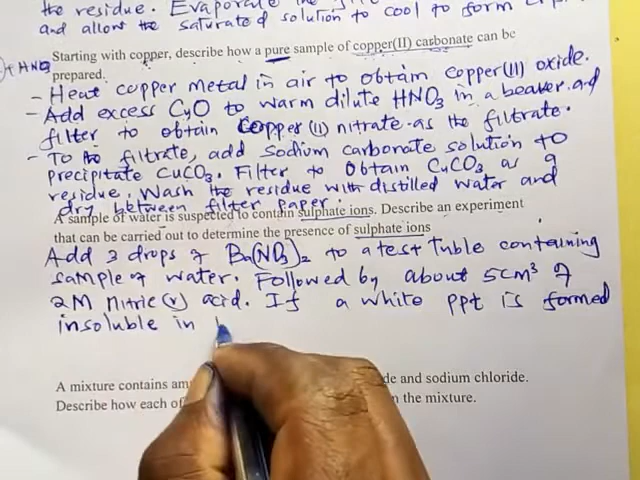 the residue. Evaporate the
and allow the saturated solution to cool to form
+ HNO3
Starting with copper, describe how a pure sample of copper(II) carbonate can be
prepared.
- Heat copper metal in air to obtain copper(II) oxide.
- Add excess CuO to warm dilute HNO3 in a beaker and
filter to obtain copper (II) nitrate as the filtrate.
- To filtrate, add sodium carbonate solution to
precipitate CuCO3. Filter to obtain CuCO3 as a
residue. Wash the residue with distilled water and
dry between filter paper.
A sample of water is suspected to contain sulphate ions. Describe an experiment
that can be carried out to determine the presence of sulphate ions
Add 3 drops of Ba(NO3)2 to a test tube containing
sample of water. Followed by about 5cm³ of
2M nitric(v) acid. If a white ppt is formed
insoluble in
A mixture contains de and sodium chloride.
Describe how each of the mixture.